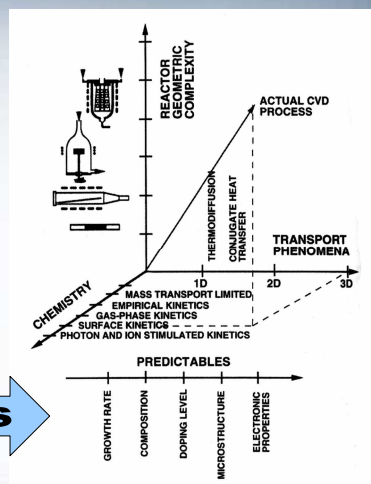 REACTOR
GEOMETRIC
COMPLEXITY
ACTUAL CVD
PROCESS
THERMODIFFUSION
CONJUGATE HEAT
TRANSFER
TRANSPORT
PHENOMENA
1D
2D
3D
CHEMISTRY
MASS TRANSPORT LIMITED
EMPIRICAL KINETICS
GAS-PHASE KINETICS
SURFACE KINETICS
PHOTON AND ION STIMULATED KINETICS
PREDICTABLES
S
GROWTH RATE
COMPOSITION
DOPING LEVEL
MICROSTRUCTURE
ELECTRONIC
PROPERTIES